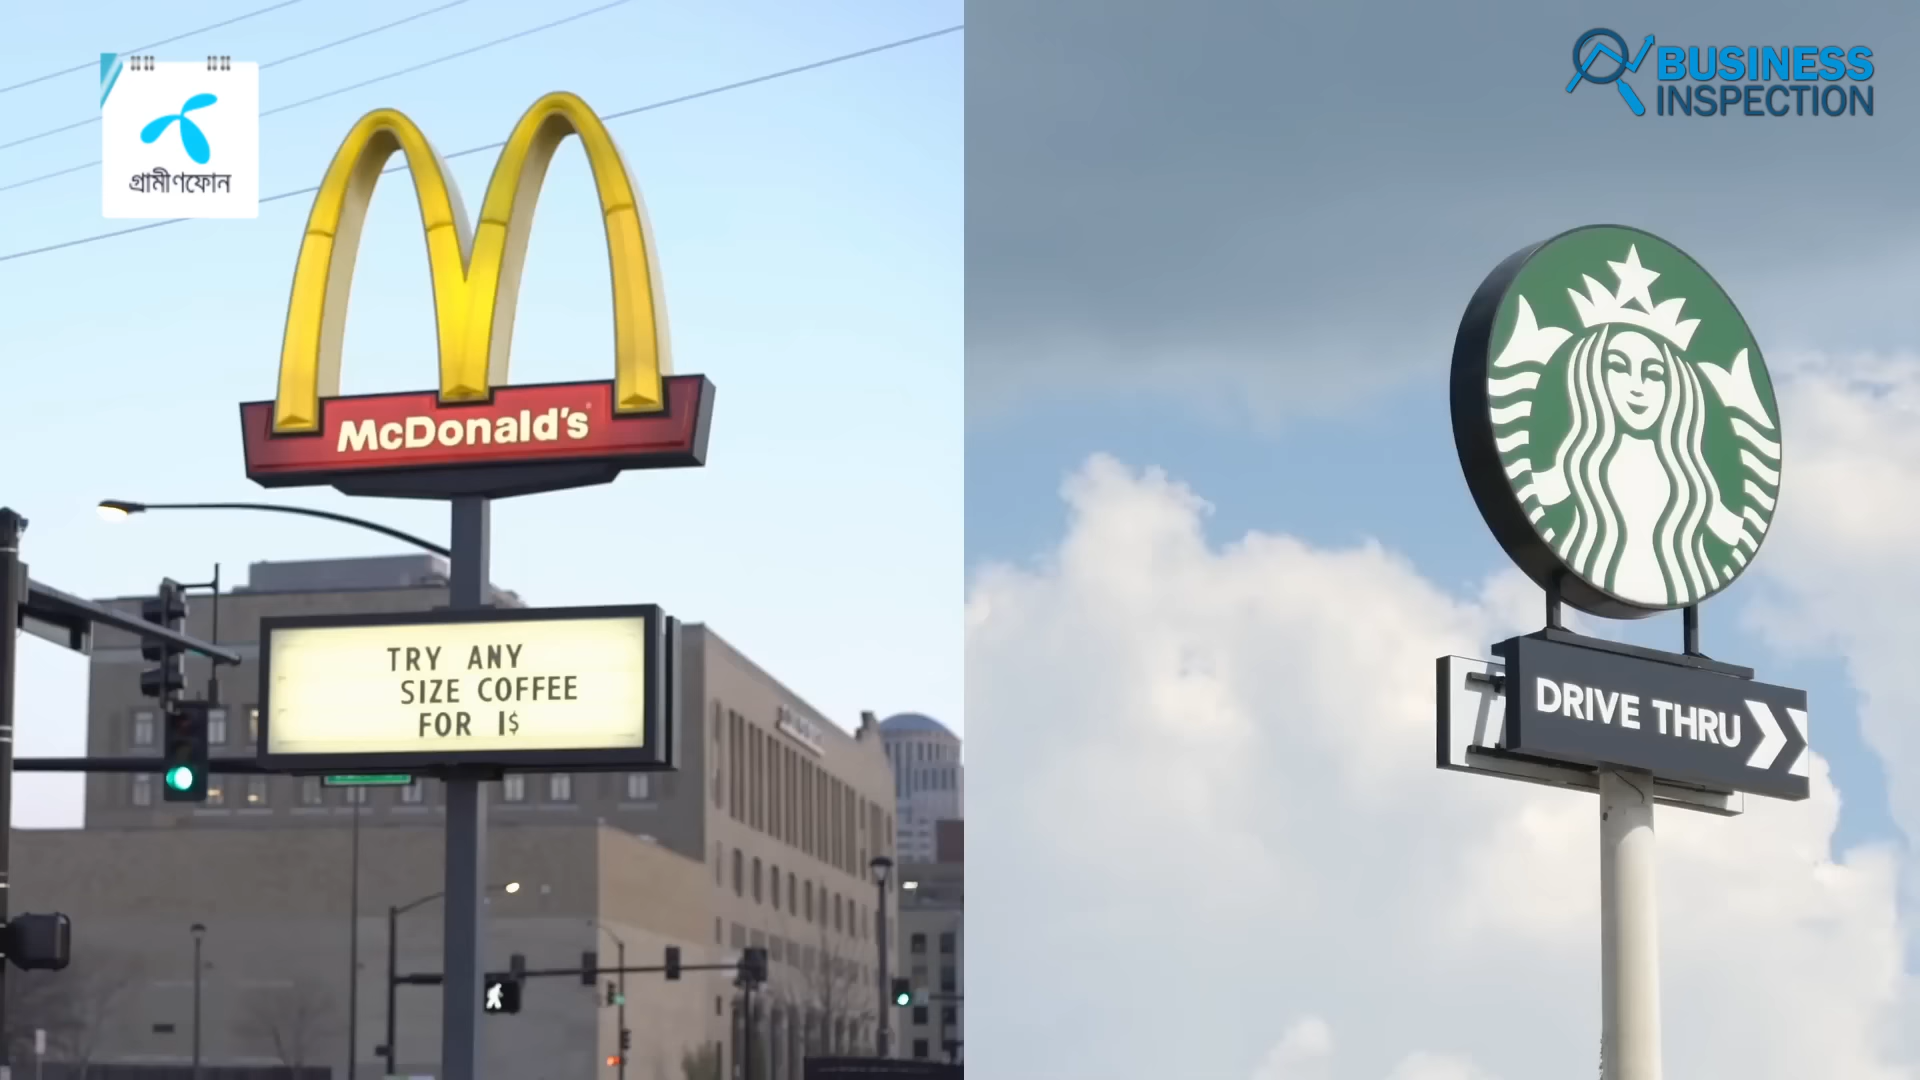 গ্রামীণফোন
McDonald's
TRY ANY
SIZE COFFEE
FOR 1$
BUSINESS
INSPECTION
DRIVE THRU